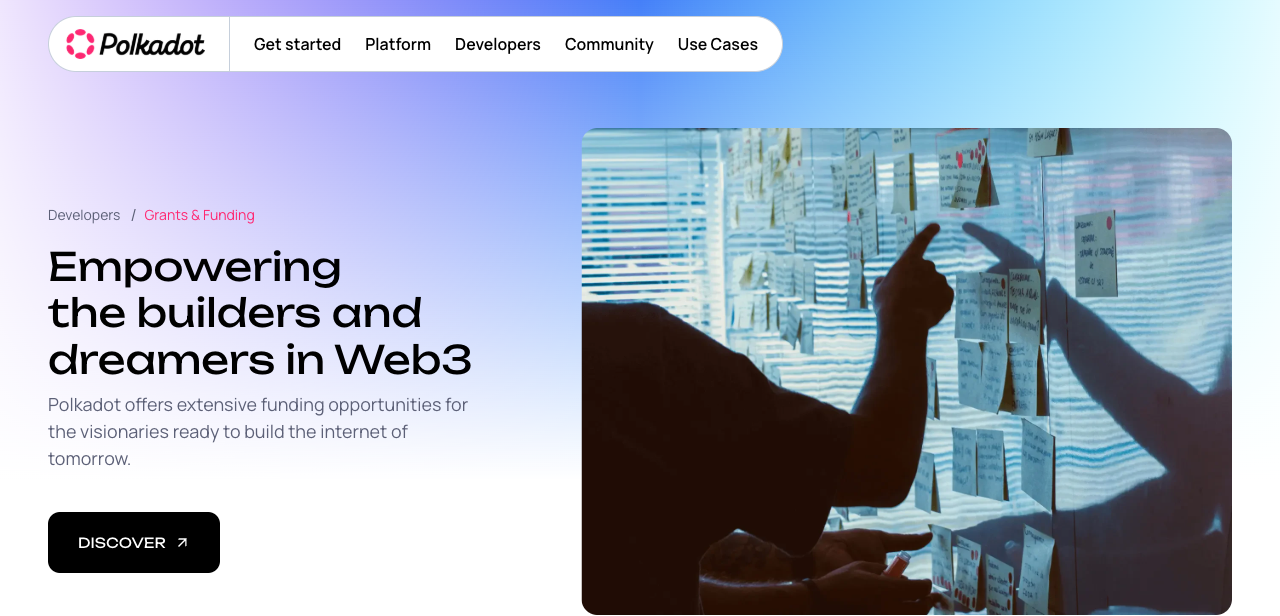 Polkadot
Get started
Platform
Developers
Community
Use Cases
Developers / Grants & Funding
Empowering
the builders and
dreamers in Web3
Polkadot offers extensive funding opportunities for
the visionaries ready to build the internet of
tomorrow.
DISCOVER